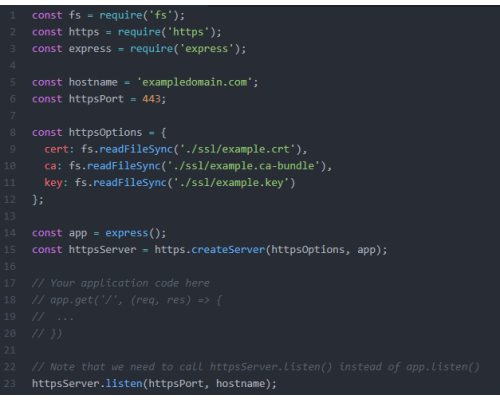 1 const fs = require('fs');
2 const https = require('https');
3 const express = require('express');
4
5 const hostname = 'exampledomain.com';
6 const httpsPort = 443;
7
8 const httpsOptions = {
9   cert: fs.readFileSync('./ssl/example.crt'),
10   ca: fs.readFileSync('./ssl/example.ca-bundle'),
11   key: fs.readFileSync('./ssl/example.key')
12 };
13
14 const app = express();
15 const httpsServer = https.createServer(httpsOptions, app);
16
17 // Your application code here
18 // app.get('/', (req, res) => {
19 //  ...
20 // })
21
22 // Note that we need to call httpsServer.listen() instead of app.listen()
23 httpsServer.listen(httpsPort, hostname);